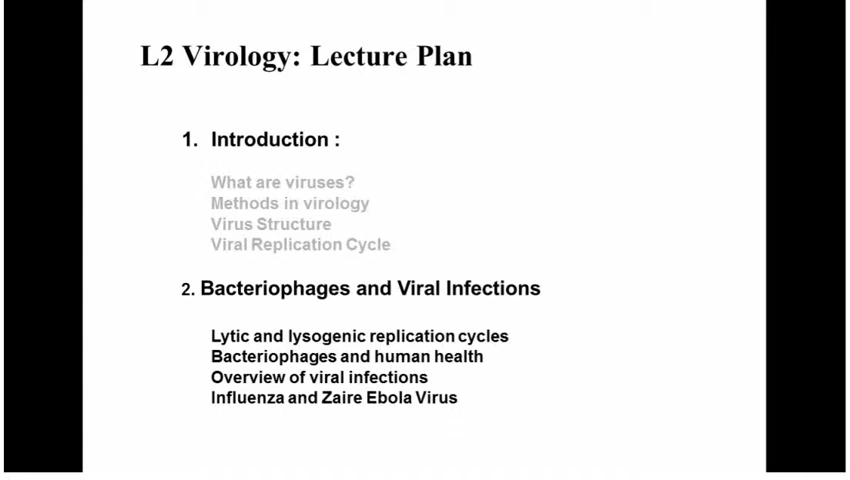 L2 Virology: Lecture Plan
1. Introduction :
What are viruses?
Methods in virology
Virus Structure
Viral Replication Cycle
2. Bacteriophages and Viral Infections
Lytic and lysogenic replication cycles
Bacteriophages and human health
Overview of viral infections
Influenza and Zaire Ebola Virus